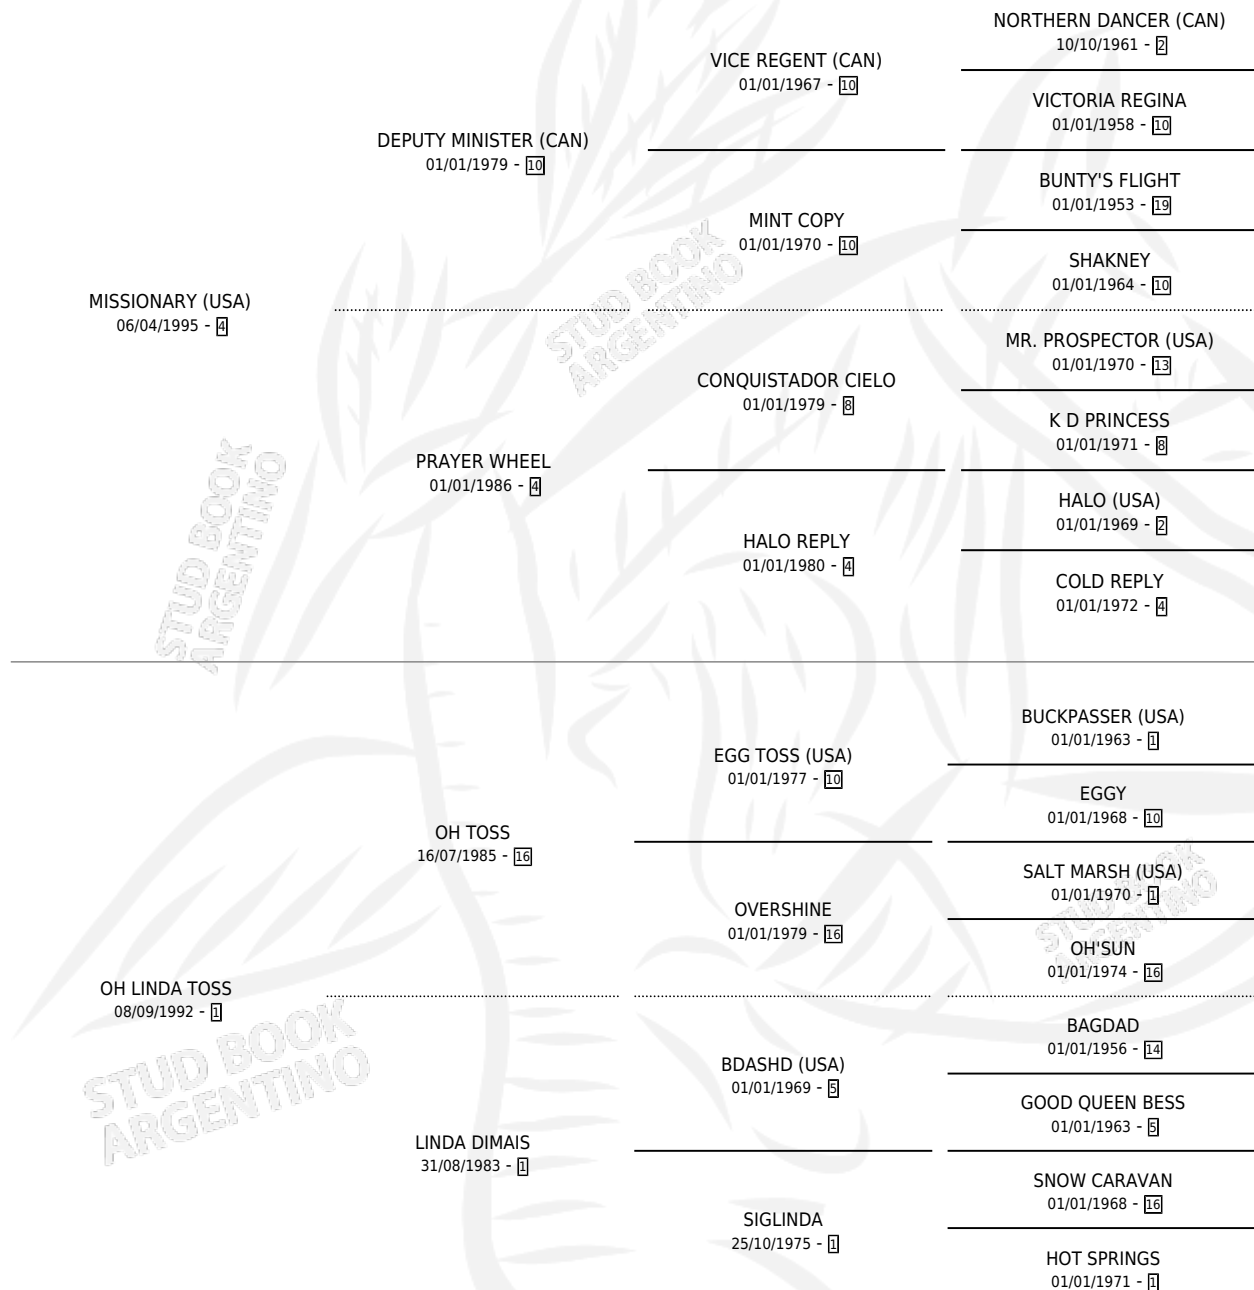 NORTHERN DANCER (CAN)
10/10/1961 - 2
VICE REGENT (CAN)
01/01/1967 - 10
VICTORIA REGINA
01/01/1958 - 10
DEPUTY MINISTER (CAN)
01/01/1979 - 10
BUNTY'S FLIGHT
01/01/1953 - 19
MINT COPY
01/01/1970 - 10
SHAKNEY
01/01/1964 - 10
MISSIONARY (USA)
06/04/1995 - 4
MR. PROSPECTOR (USA)
01/01/1970 - 13
CONQUISTADOR CIELO
01/01/1979 - 8
K D PRINCESS
01/01/1971 - 8
PRAYER WHEEL
01/01/1986 - 4
HALO (USA)
01/01/1969 - 2
HALO REPLY
01/01/1980 - 4
COLD REPLY
01/01/1972 - 4
BUCKPASSER (USA)
01/01/1963 - 1
EGG TOSS (USA)
01/01/1977 - 10
EGGY
01/01/1968 - 10
OH TOSS
16/07/1985 - 16
SALT MARSH (USA)
01/01/1970 - 1
OVERSHINE
01/01/1979 - 16
OH'SUN
01/01/1974 - 16
OH LINDA TOSS
08/09/1992 - 1
BAGDAD
01/01/1956 - 14
BDASHD (USA)
01/01/1969 - 5
GOOD QUEEN BESS
01/01/1963 - 5
LINDA DIMAIS
31/08/1983 - 1
SNOW CARAVAN
01/01/1968 - 16
SIGLINDA
25/10/1975 - 1
HOT SPRINGS
01/01/1971 - 1
STUD BOOK
ARGENTINO
STUD BOOK
ARGENTINO
STUD BOOK
ARGENTINO
STUD BOOK
ARGENTINO